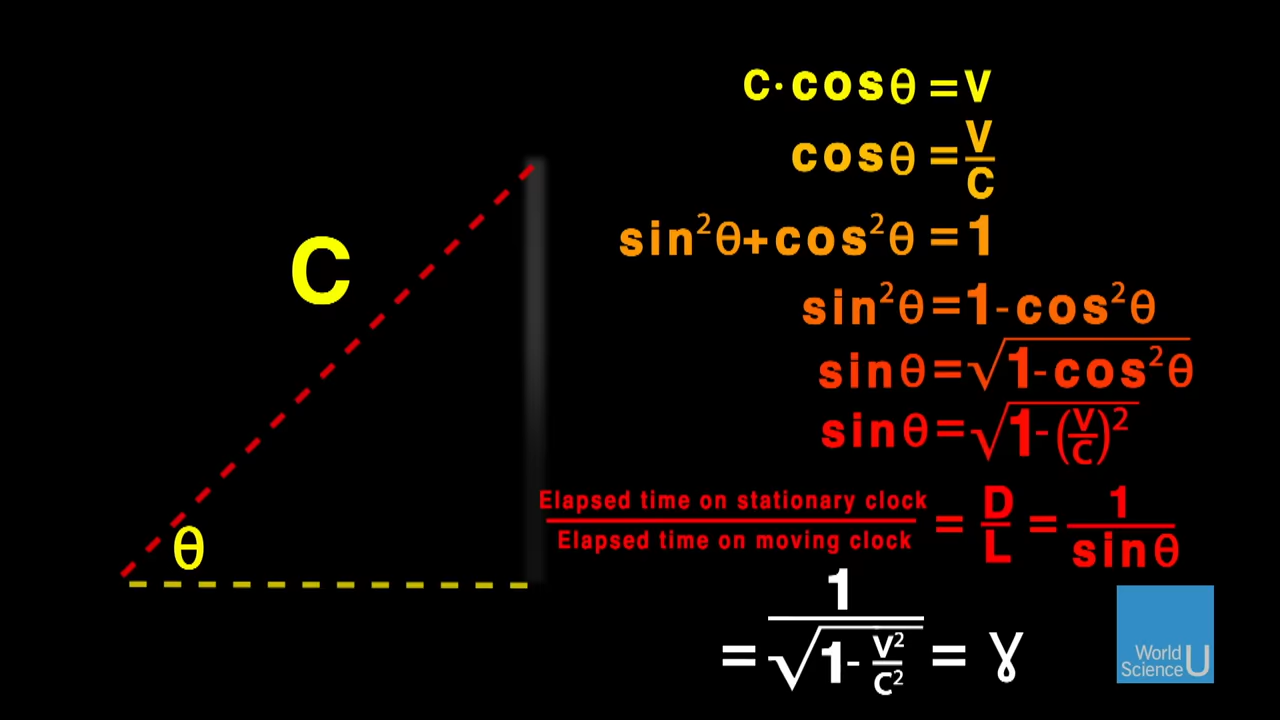 C
θ
C·cosθ = V
cosθ = V/C
sin²θ+cos²θ = 1
sin²θ = 1-cos²θ
sinθ = √1-cos²θ
sinθ = √1-(V/C)²
Elapsed time on stationary clock
Elapsed time on moving clock
= D/L = 1/sinθ
= 1/√1-V²/C² = γ
World
Science U